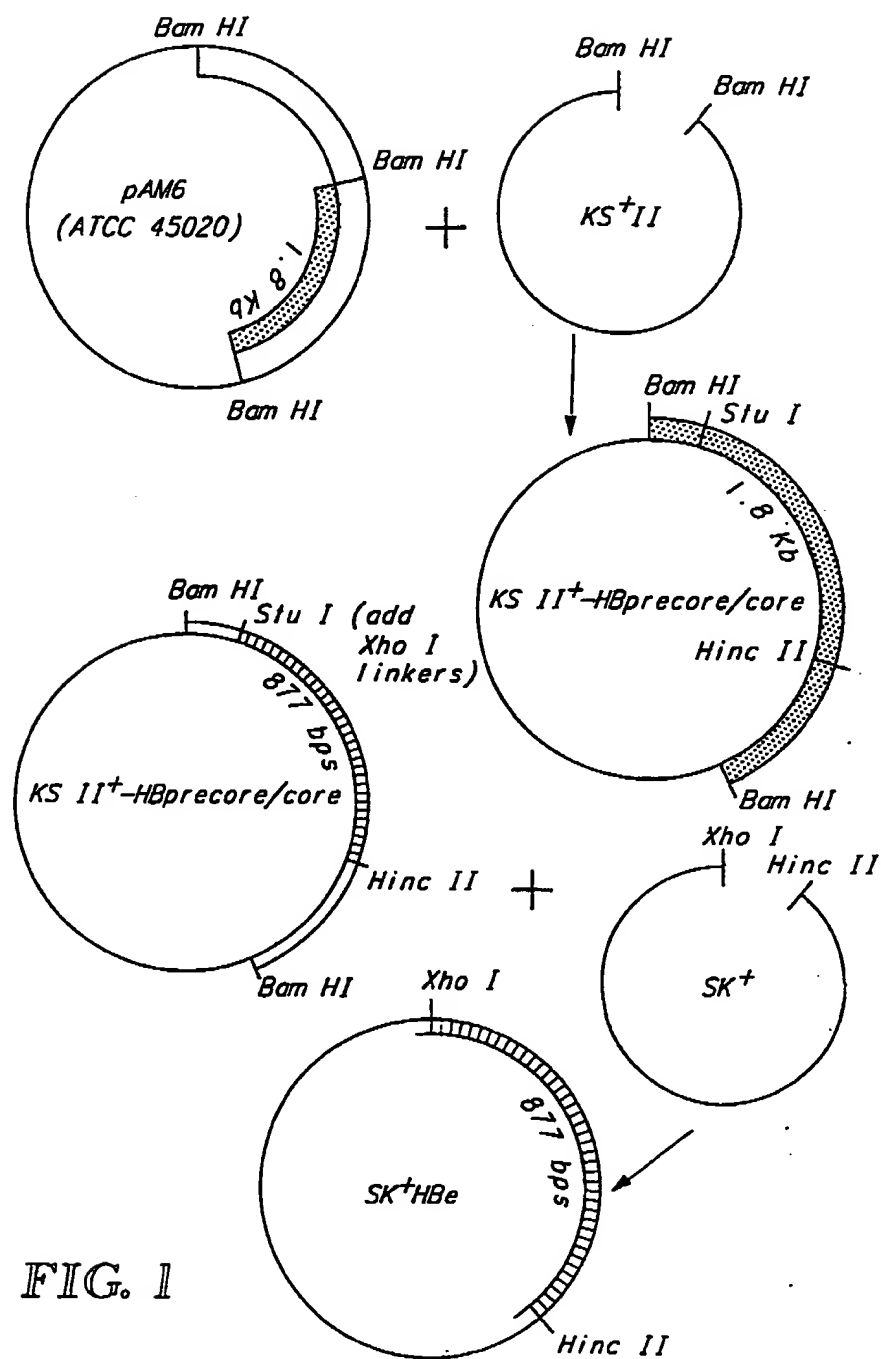 Bam HI
Bam HI
Bam HI
pAM6
(ATCC 45020)
1.8 Kb
Bam HI
+
Bam HI
Bam HI
KS+II
Bam HI
Stu I
1.8 Kb
KS II+-HBprecore/core
Hinc II
Bam HI
Bam HI
Stu I (add
Xho I
linkers)
877 bps
KS II+-HBprecore/core
Hinc II
Bam HI
+
Xho I
Hinc II
SK+
Xho I
877 bps
SK+HBe
Hinc II
FIG. 1